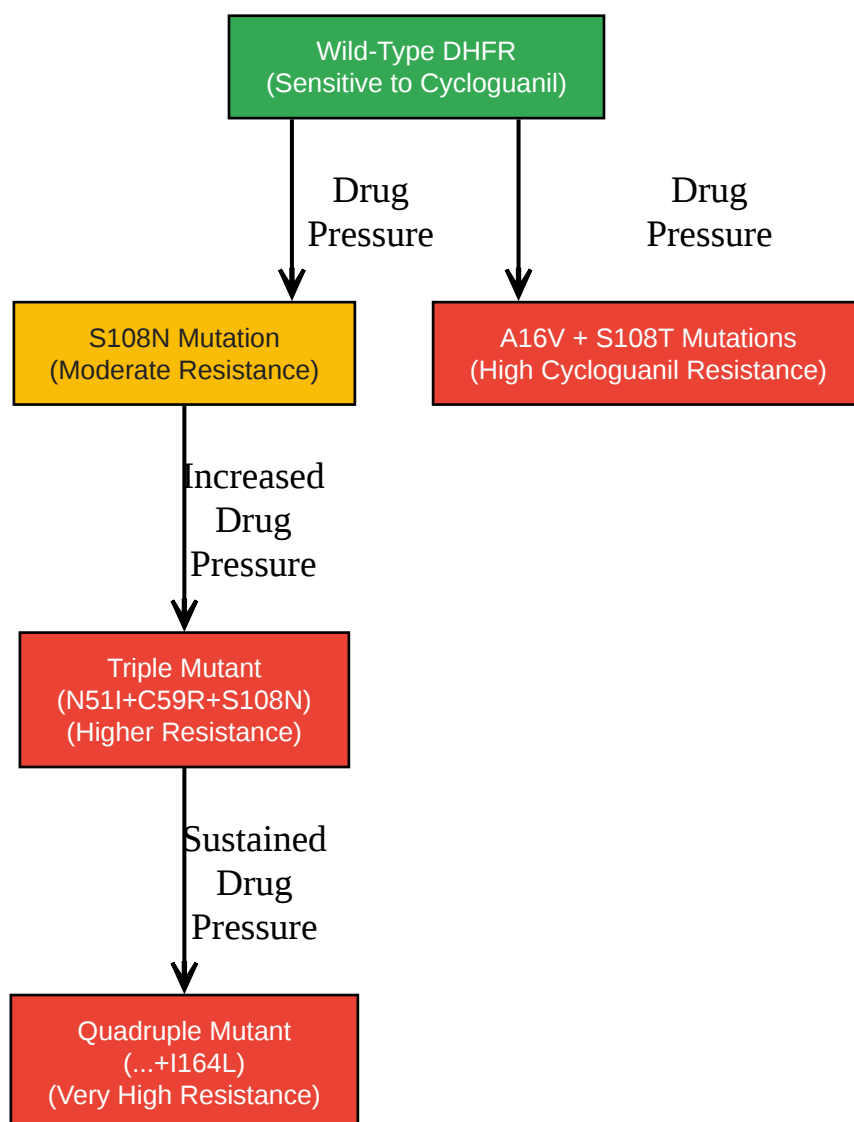 Wild-Type DHFR
(Sensitive to Cycloguanil)
Drug
Pressure
Drug
Pressure
S108N Mutation
(Moderate Resistance)
A16V + S108T Mutations
(High Cycloguanil Resistance)
Increased
Drug
Pressure
Triple Mutant
(N51I+C59R+S108N)
(Higher Resistance)
Sustained
Drug
Pressure
Quadruple Mutant
(...+I164L)
(Very High Resistance)